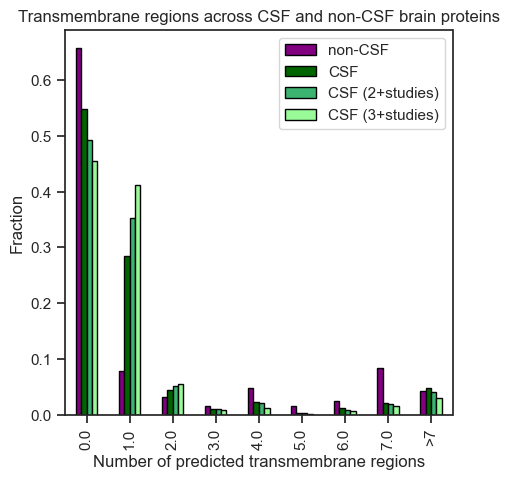 Transmembrane regions across CSF and non-CSF brain proteins
non-CSF
CSF
CSF (2+studies)
CSF (3+studies)
Fraction
0.6
0.5
0.4
0.3
0.2
0.1
0.0
0.0 1.0 2.0 3.0 4.0 5.0 6.0 7.0 >7
Number of predicted transmembrane regions